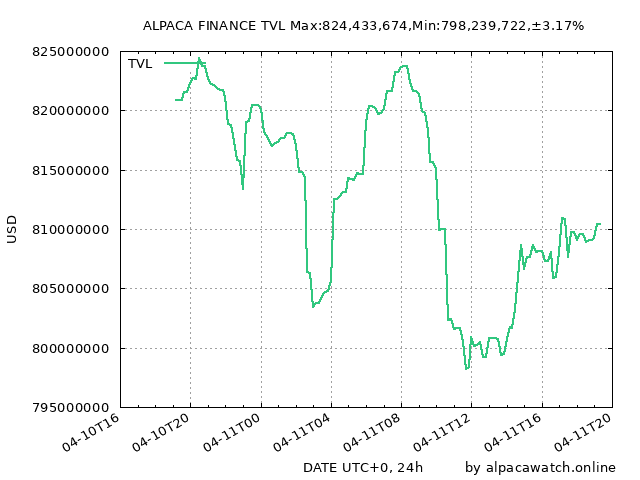 ALPACA FINANCE TVL Max:824,433,674,Min:798,239,722,±3.17%
825000000
TVL
820000000
815000000
810000000
USD
805000000
800000000
795000000
04-10T16
04-10T20
04-11T00
04-11T04
04-11T08
04-11T12
04-11T16
04-11T20
DATE UTC+0, 24h
by alpacawatch.online